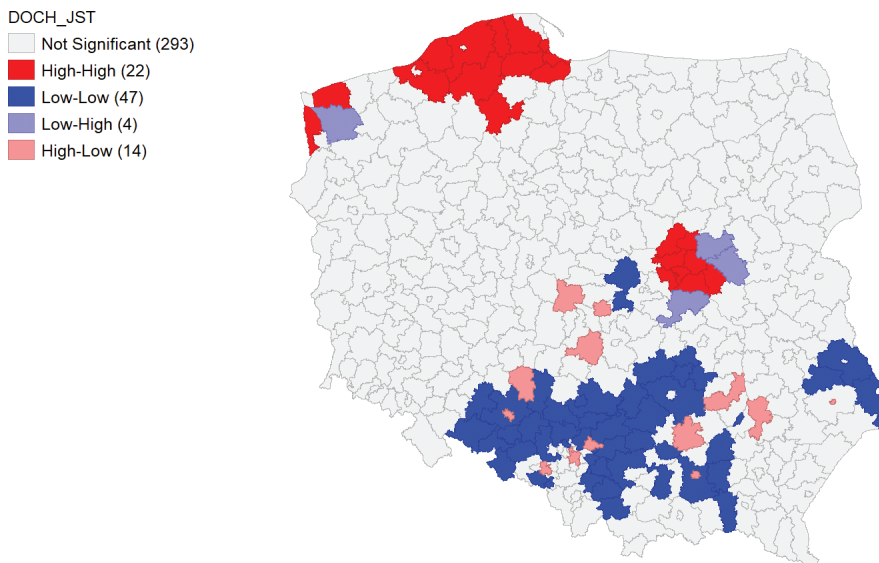 DOCH_JST
Not Significant (293)
High-High (22)
Low-Low (47)
Low-High (4)
High-Low (14)